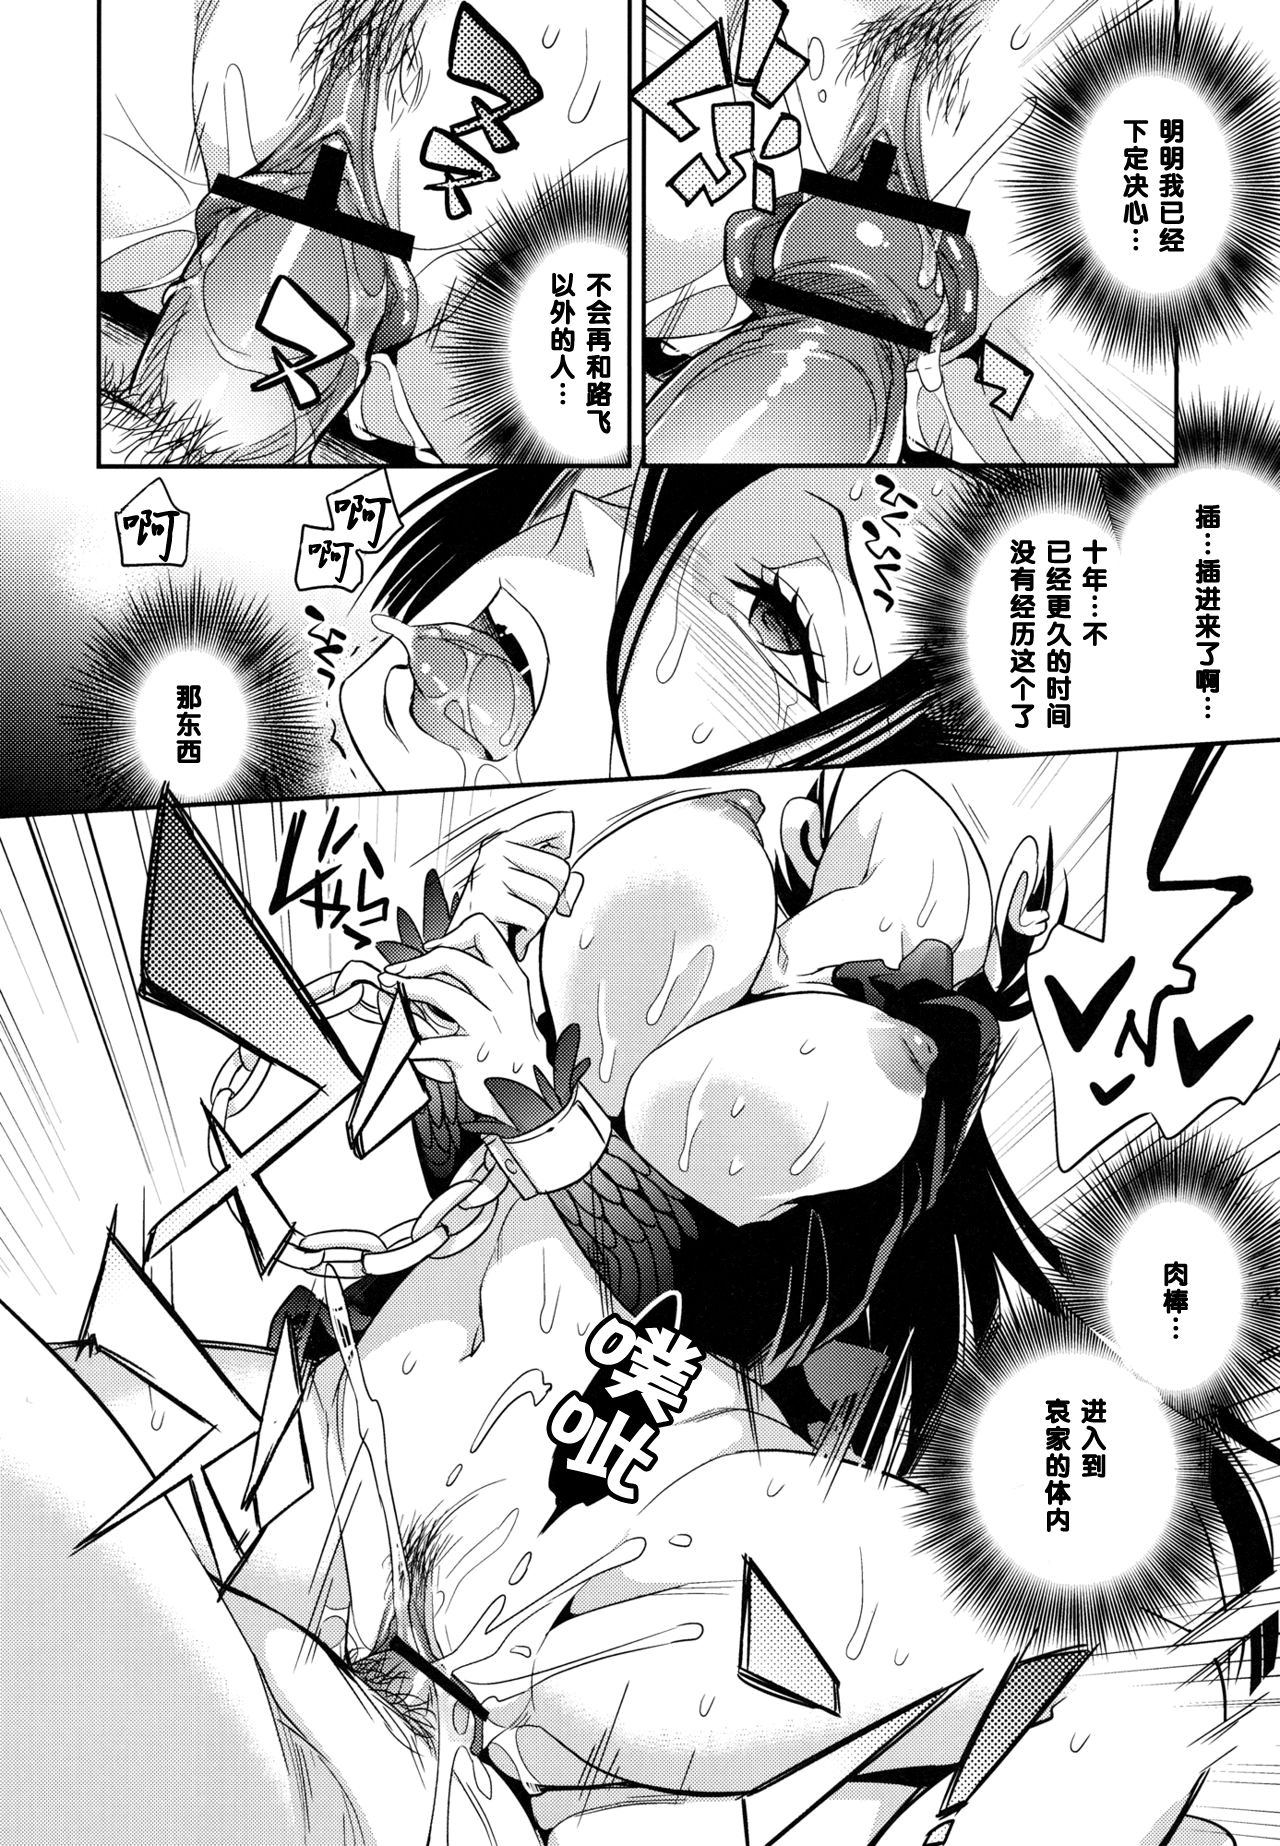 明明我已经
下定决心…
不会再和路飞
以外的人…
插…插进来了啊…
十年…不
已经更久的时间
没有经历这个了
啊
啊
啊
那东西
肉棒…
进入到
哀家的体内
噗
呲